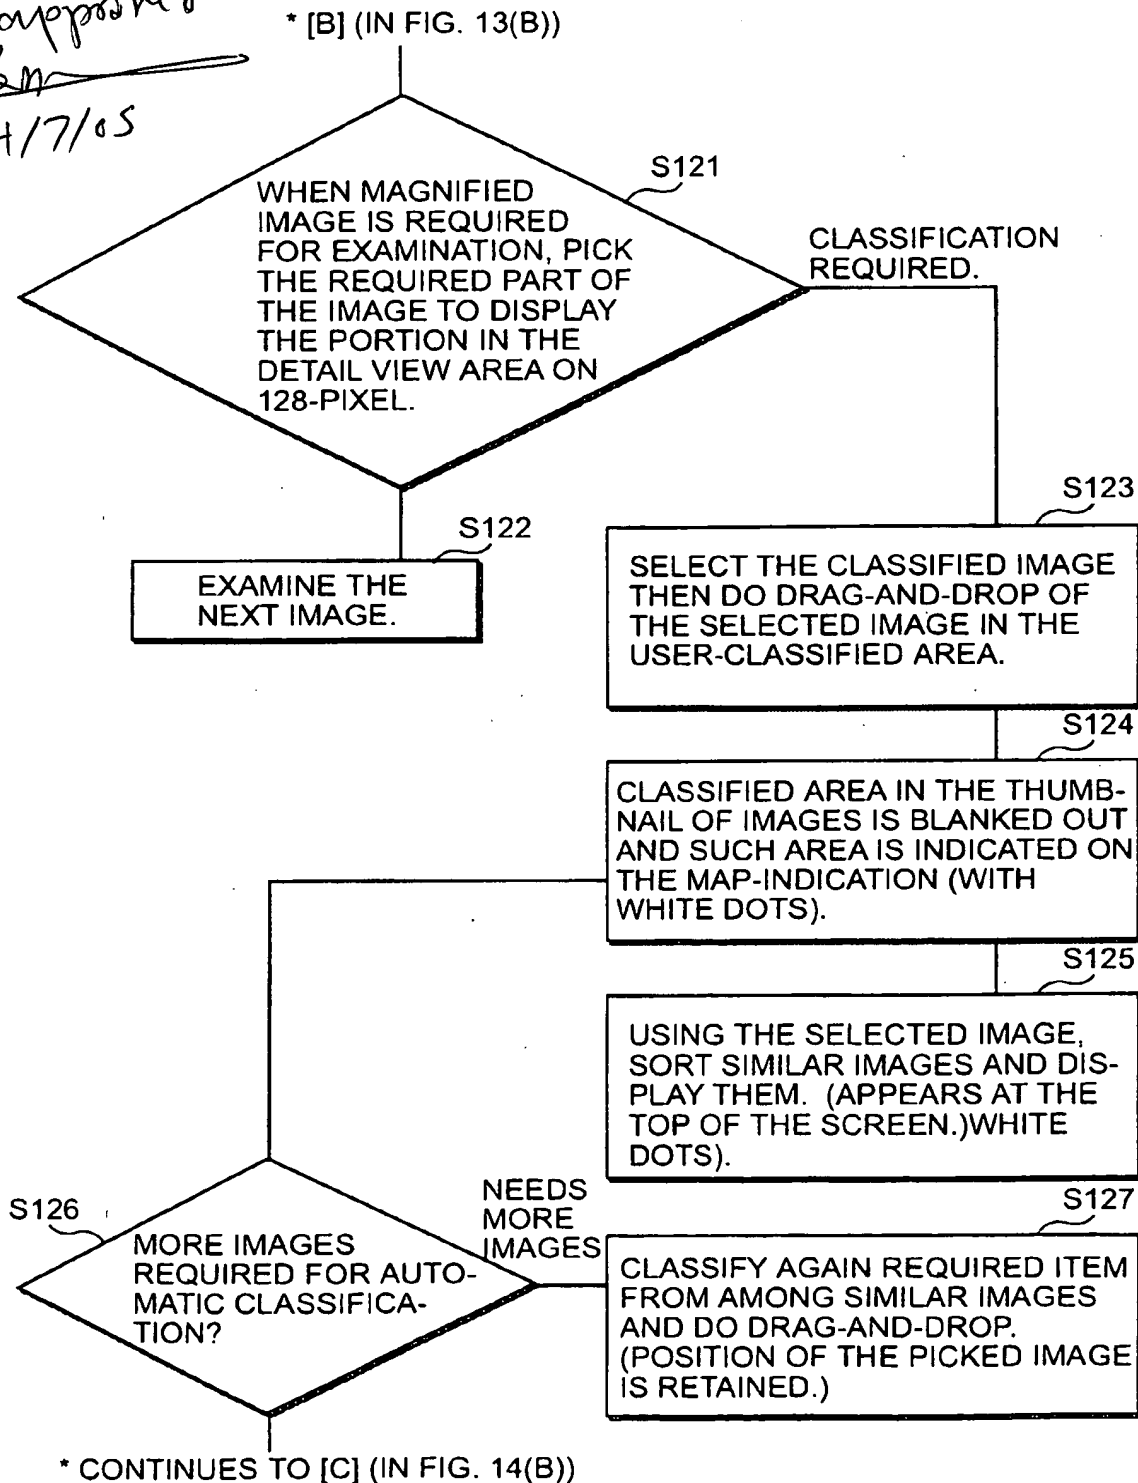 * [B] (IN FIG. 13(B))
4/7/05
S121
WHEN MAGNIFIED
IMAGE IS REQUIRED
FOR EXAMINATION, PICK
THE REQUIRED PART OF
THE IMAGE TO DISPLAY
THE PORTION IN THE
DETAIL VIEW AREA ON
128-PIXEL.
CLASSIFICATION
REQUIRED.
S122
EXAMINE THE
NEXT IMAGE.
S123
SELECT THE CLASSIFIED IMAGE
THEN DO DRAG-AND-DROP OF
THE SELECTED IMAGE IN THE
USER-CLASSIFIED AREA.
S124
CLASSIFIED AREA IN THE THUMB-
NAIL OF IMAGES IS BLANKED OUT
AND SUCH AREA IS INDICATED ON
THE MAP-INDICATION (WITH
WHITE DOTS).
S125
USING THE SELECTED IMAGE,
SORT SIMILAR IMAGES AND DIS-
PLAY THEM. (APPEARS AT THE
TOP OF THE SCREEN.)WHITE
DOTS).
S126
MORE IMAGES
REQUIRED FOR AUTO-
MATIC CLASSIFICA-
TION?
NEEDS
MORE
IMAGES
S127
CLASSIFY AGAIN REQUIRED ITEM
FROM AMONG SIMILAR IMAGES
AND DO DRAG-AND-DROP.
(POSITION OF THE PICKED IMAGE
IS RETAINED.)
* CONTINUES TO [C] (IN FIG. 14(B))